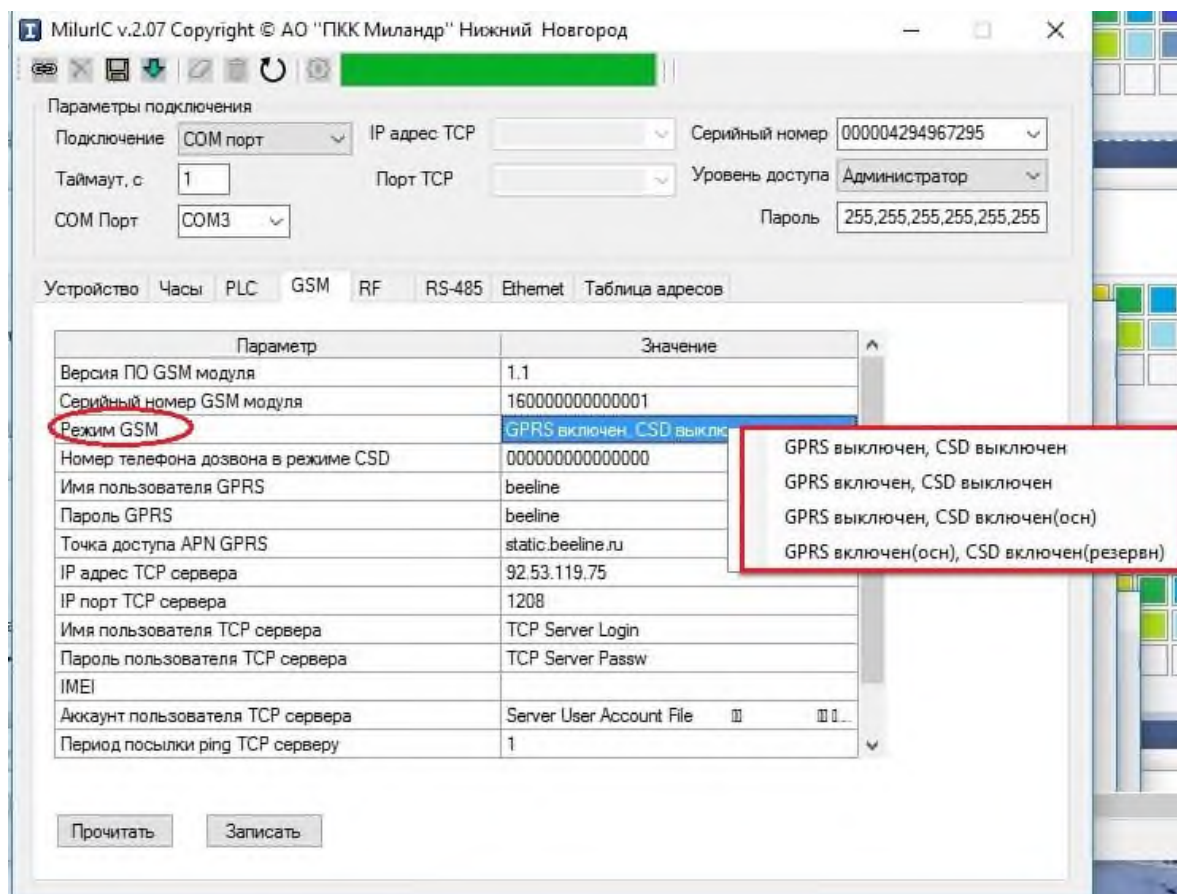 MilurIC v.2.07 Copyright © АО "ПКК Миландр" Нижний Новгород
Параметры подключения
Подключение COM порт IP адрес TCP Серийный номер 000004294967295
Таймаут, с 1 Порт TCP Уровень доступа Администратор
COM Порт COM3 Пароль 255,255,255,255,255,255
Устройство Часы PLC GSM RF RS-485 Ethernet Таблица адресов
Параметр Значение
Версия ПО GSM модуля 1.1
Серийный номер GSM модуля 160000000000001
Режим GSM GPRS включен, CSD выклю
Номер телефона дозвона в режиме CSD 000000000000000
Имя пользователя GPRS beeline
Пароль GPRS beeline
Точка доступа APN GPRS static.beeline.ru
IP адрес TCP сервера 92.53.119.75
IP порт TCP сервера 1208
Имя пользователя TCP сервера TCP Server Login
Пароль пользователя TCP сервера TCP Server Passw
IMEI
Аккаунт пользователя TCP сервера Server User Account File
Период посылки ping TCP серверу 1
GPRS выключен, CSD выключен
GPRS включен, CSD выключен
GPRS выключен, CSD включен(осн)
GPRS включен(осн), CSD включен(резервн)
Прочитать Записать